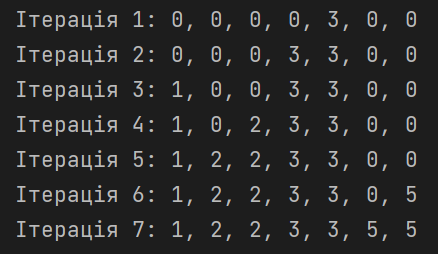 Ітерація 1: 0, 0, 0, 0, 3, 0, 0
Ітерація 2: 0, 0, 0, 3, 3, 0, 0
Ітерація 3: 1, 0, 0, 3, 3, 0, 0
Ітерація 4: 1, 0, 2, 3, 3, 0, 0
Ітерація 5: 1, 2, 2, 3, 3, 0, 0
Ітерація 6: 1, 2, 2, 3, 3, 0, 5
Ітерація 7: 1, 2, 2, 3, 3, 5, 5